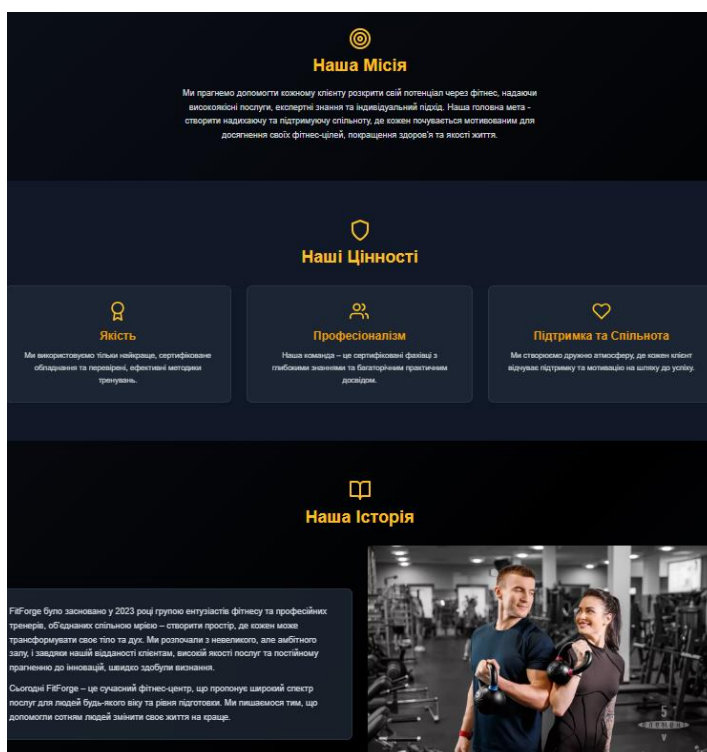 Наша Місія
Ми прагнемо допомогти кожному клієнту розкрити свій потенціал через фітнес, надаючи
високоякісні послуги, експертні знання та індивідуальний підхід. Наша головна мета -
створити надихаючу та підтримуючу спільноту, де кожен почувається мотивованим для
досягнення своїх фітнес-цілей, покращення здоров'я та якості життя.
Наші Цінності
Якість
Ми використовуємо тільки найкраще, сертифіковане
обладнання та перевірені, ефективні методики
тренувань.
Професіоналізм
Наша команда – це сертифіковані фахівці з
глибокими знаннями та багаторічним практичним
досвідом.
Підтримка та Спільнота
Ми створюємо дружню атмосферу, де кожен клієнт
відчуває підтримку та мотивацію на шляху до успіху.
Наша Історія
FitForge було засновано у 2023 році групою ентузіастів фітнесу та професійних
тренерів, об'єднаних спільною мрією – створити простір, де кожен може
трансформувати своє тіло та дух. Ми розпочали з невеликого, але амбітного
залу, і завдяки нашій відданості клієнтам, високій якості послуг та постійному
прагненню до інновацій, швидко здобули визнання.
Сьогодні FitForge – це сучасний фітнес-центр, що пропонує широкий спектр
послуг для людей будь-якого віку та рівня підготовки. Ми пишаємося тим, що
допомогли сотням людей змінити своє життя на краще.
5